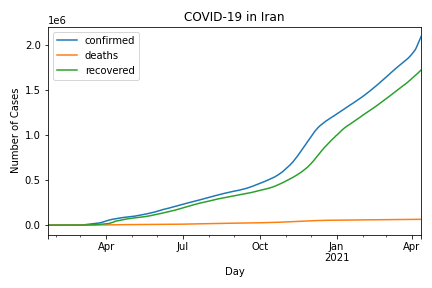 COVID-19 in Iran
1e6
confirmed
deaths
recovered
2.0
1.5
1.0
0.5
0.0
Number of Cases
Apr Jul Oct Jan Apr
2021
Day